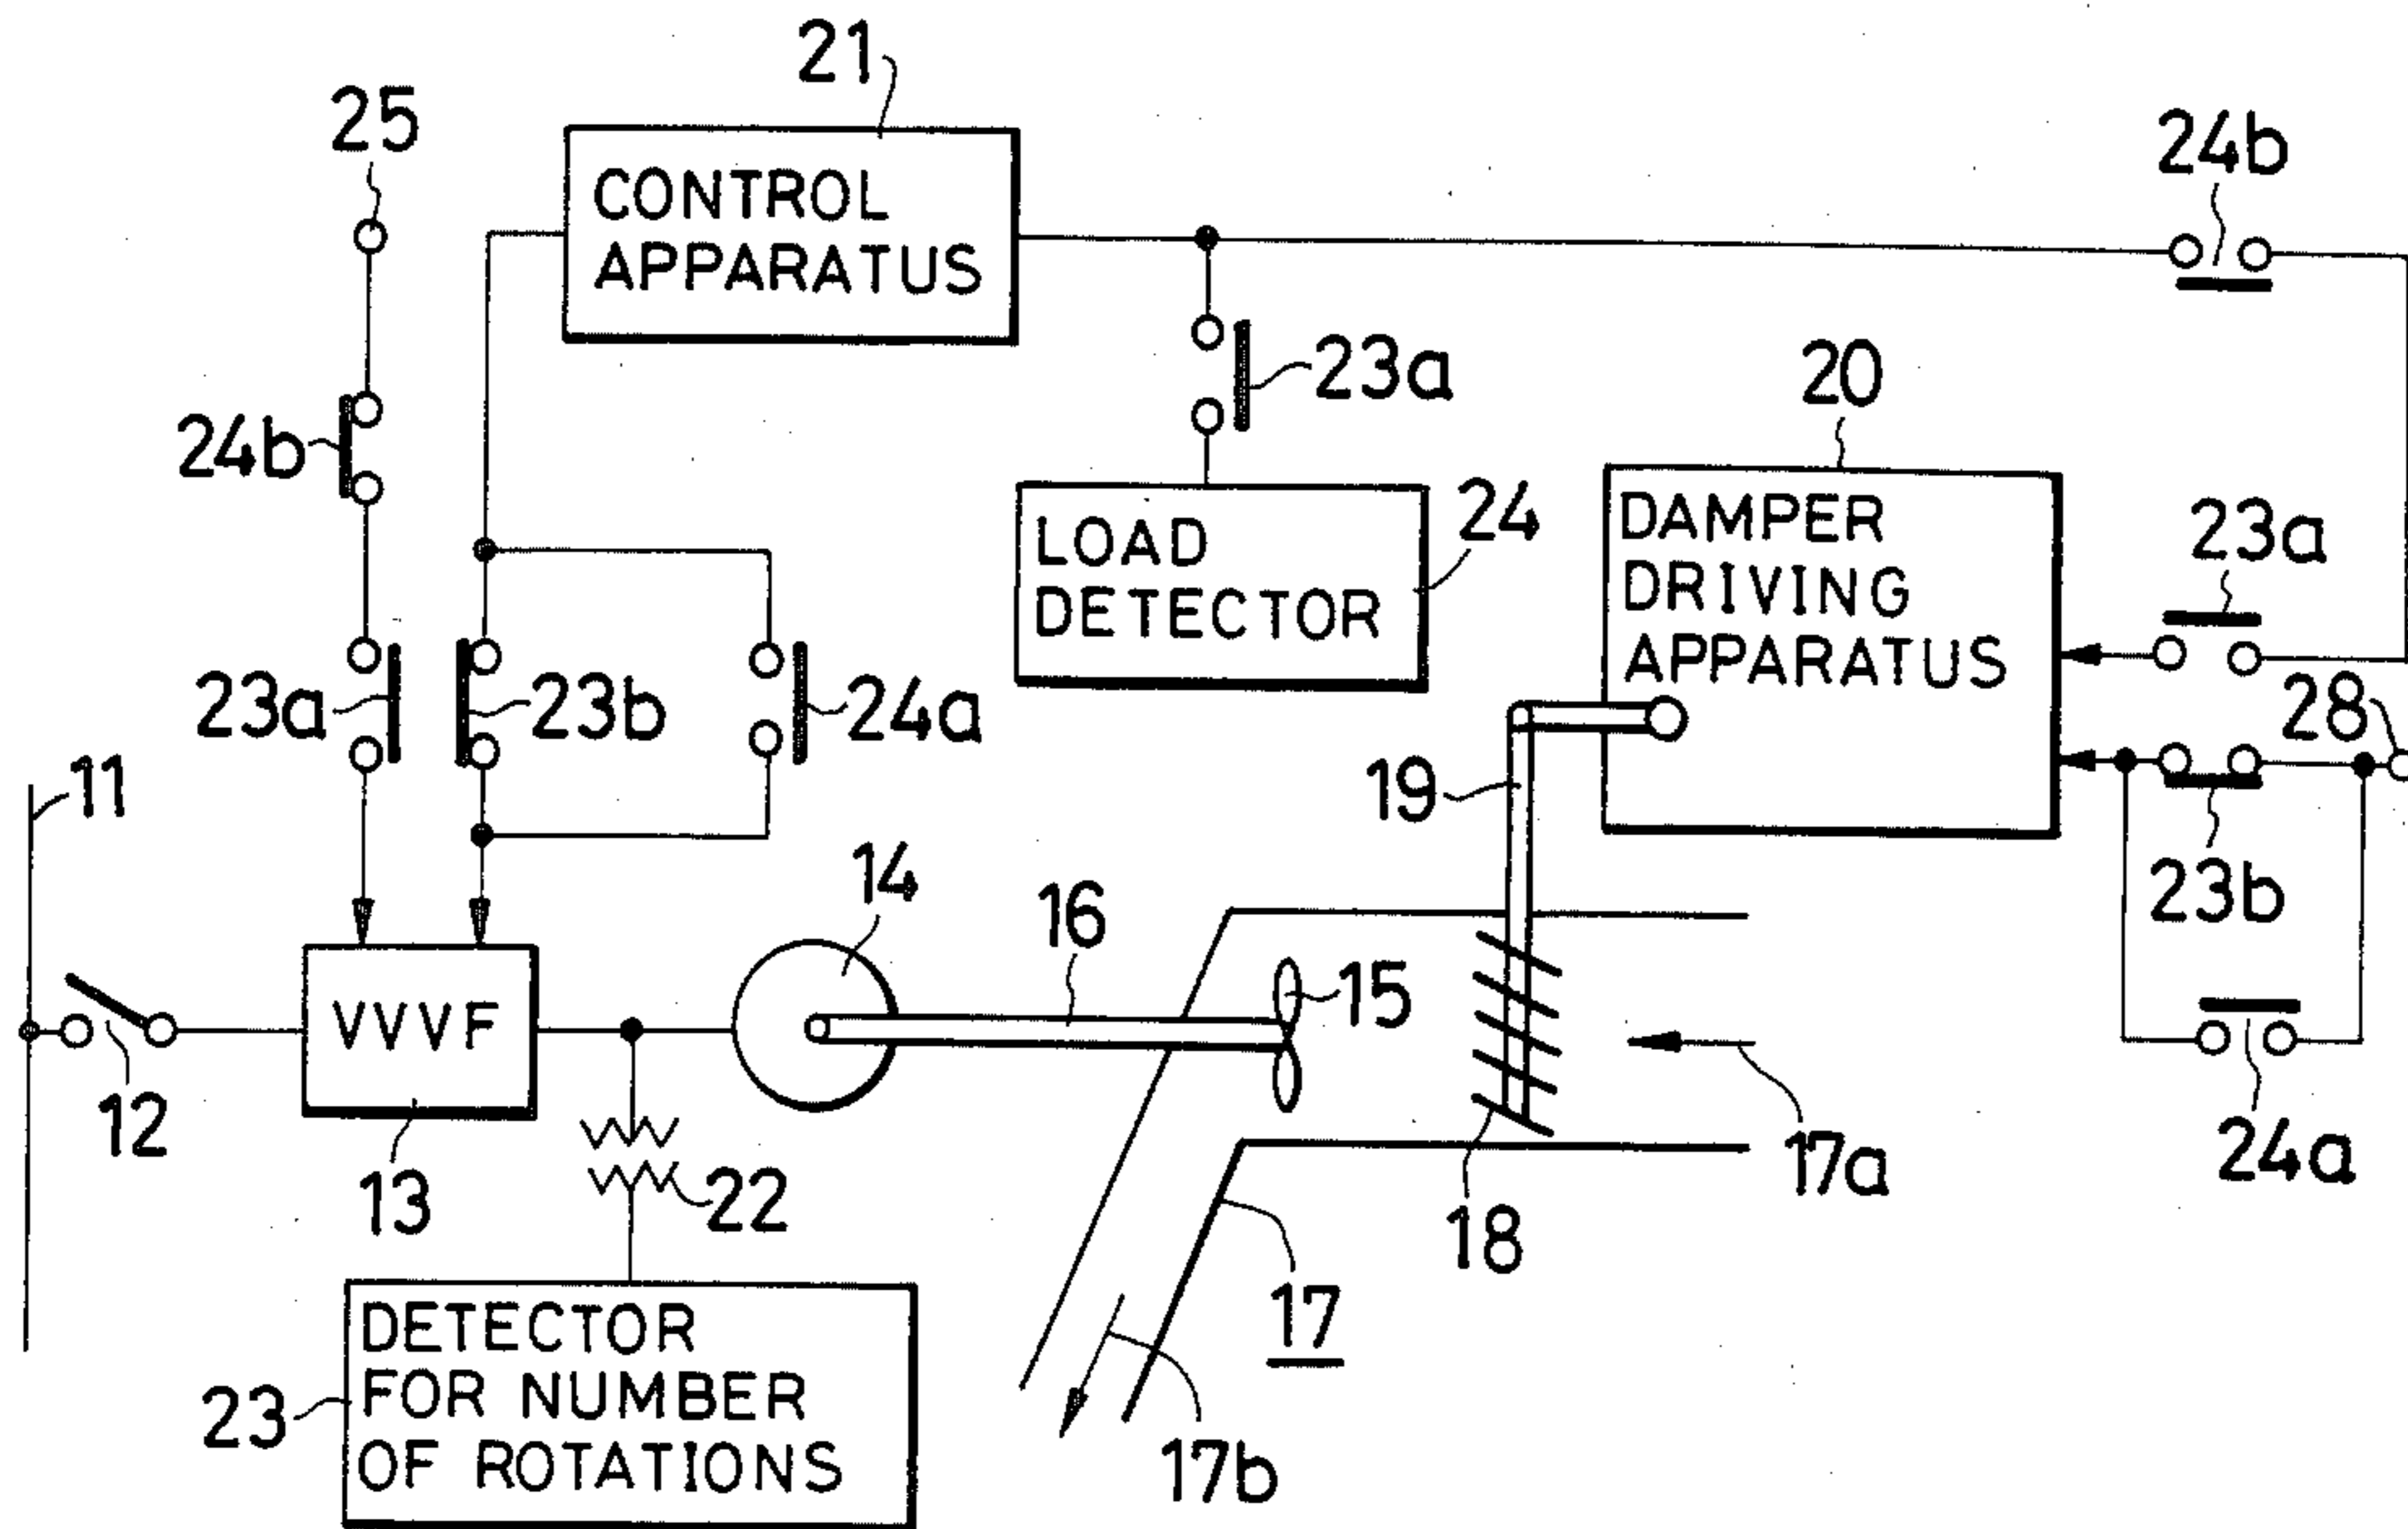 21
25
CONTROL
APPARATUS
24b
23a
20
24b
LOAD
DETECTOR
24
DAMPER
DRIVING
APPARATUS
23a
23a
23b
24a
28
19
11
14
16
23b
15
VVVF
12
13
22
18
17a
24a
17
DETECTOR
FOR NUMBER
OF ROTATIONS
23
17b